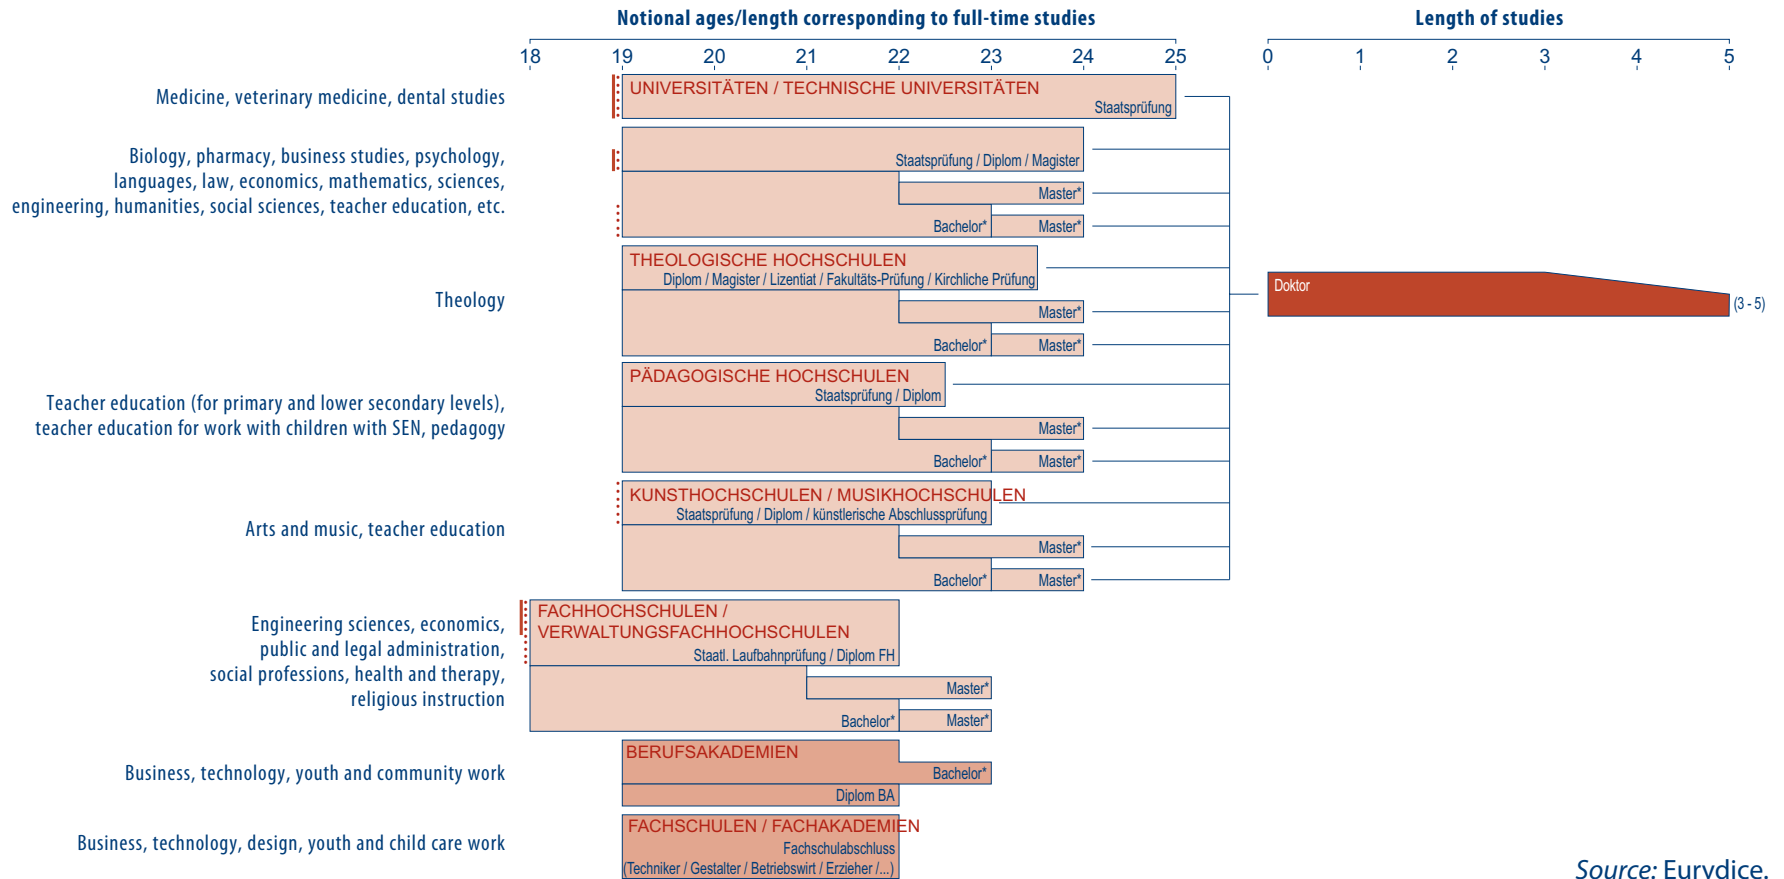 Notional ages/length corresponding to full-time studies
Length of studies
18 19 20 21 22 23 24 25
0 1 2 3 4 5
Medicine, veterinary medicine, dental studies
UNIVERSITÄTEN / TECHNISCHE UNIVERSITÄTEN
Staatsprüfung
Biology, pharmacy, business studies, psychology,
languages, law, economics, mathematics, sciences,
engineering, humanities, social sciences, teacher education, etc.
Staatsprüfung / Diplom / Magister
Master*
Bachelor* Master*
Theology
THEOLOGISCHE HOCHSCHULEN
Diplom / Magister / Lizentiat / Fakultäts-Prüfung / Kirchliche Prüfung
Master*
Bachelor* Master*
Doktor
(3 - 5)
Teacher education (for primary and lower secondary levels),
teacher education for work with children with SEN, pedagogy
PÄDAGOGISCHE HOCHSCHULEN
Staatsprüfung / Diplom
Master*
Bachelor* Master*
Arts and music, teacher education
KUNSTHOCHSCHULEN / MUSIKHOCHSCHULEN
Staatsprüfung / Diplom / künstlerische Abschlussprüfung
Master*
Bachelor* Master*
Engineering sciences, economics,
public and legal administration,
social professions, health and therapy,
religious instruction
FACHHOCHSCHULEN /
VERWALTUNGSFACHHOCHSCHULEN
Staatl. Laufbahnprüfung / Diplom FH
Master*
Bachelor* Master*
Business, technology, youth and community work
BERUFSAKADEMIEN
Bachelor*
Diplom BA
Business, technology, design, youth and child care work
FACHSCHULEN / FACHAKADEMIEN
Fachschulabschluss
(Techniker / Gestalter / Betriebswirt / Erzieher /...)
Source: Eurydice.